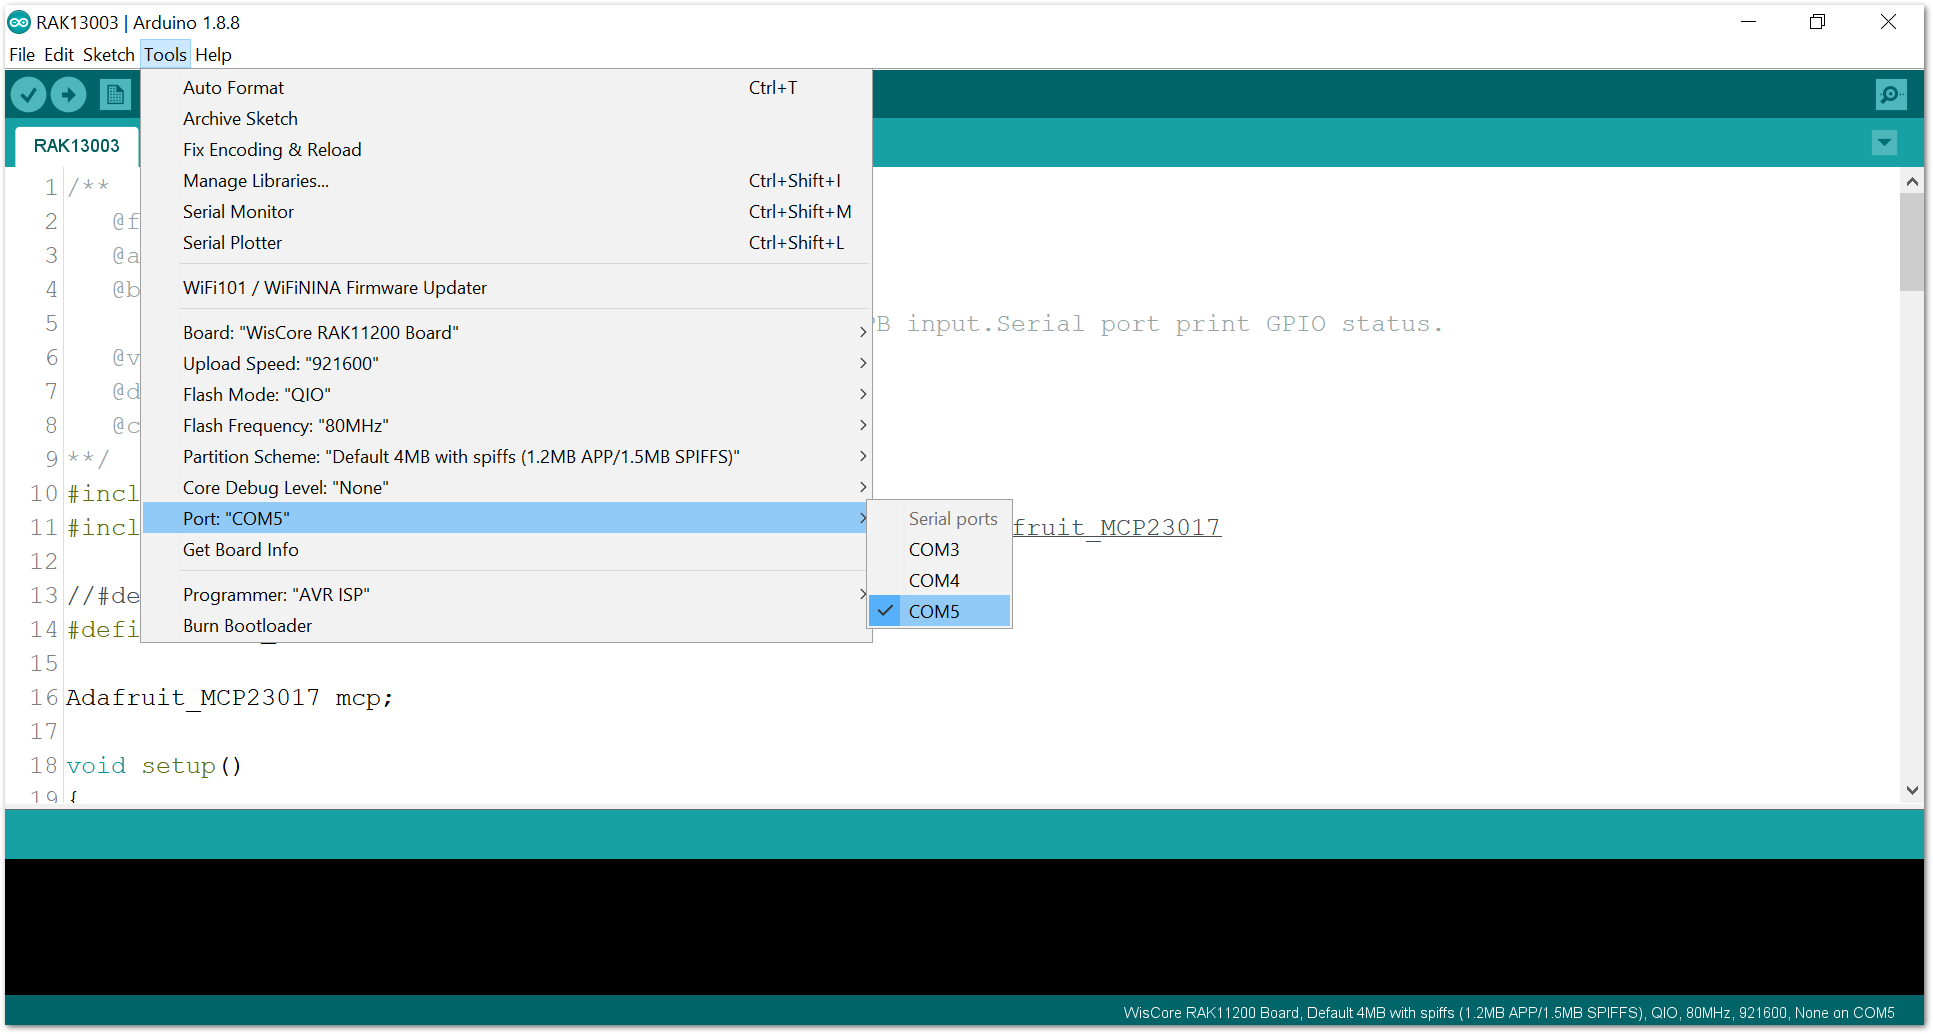 RAK13003 | Arduino 1.8.8
File Edit Sketch Tools Help
Auto Format Ctrl+T
Archive Sketch
Fix Encoding & Reload
Manage Libraries... Ctrl+Shift+I
Serial Monitor Ctrl+Shift+M
Serial Plotter Ctrl+Shift+L
WiFi101 / WiFiNINA Firmware Updater
Board: "WisCore RAK11200 Board"
Upload Speed: "921600"
Flash Mode: "QIO"
Flash Frequency: "80MHz"
Partition Scheme: "Default 4MB with spiffs (1.2MB APP/1.5MB SPIFFS)"
Core Debug Level: "None"
Port: "COM5"
Get Board Info
Programmer: "AVR ISP"
Burn Bootloader
Serial ports
COM3
COM4
COM5
RAK13003
1 /**
2 @f
3 @a
4 @b
5 PB input.Serial port print GPIO status.
6 @v
7 @d
8 @c
9 **/
10 #incl
11 #incl fruit_MCP23017
12
13 //#de
14 #defi
15
16 Adafruit_MCP23017 mcp;
17
18 void setup()
19 {
WisCore RAK11200 Board, Default 4MB with spiffs (1.2MB APP/1.5MB SPIFFS), QIO, 80MHz, 921600, None on COM5